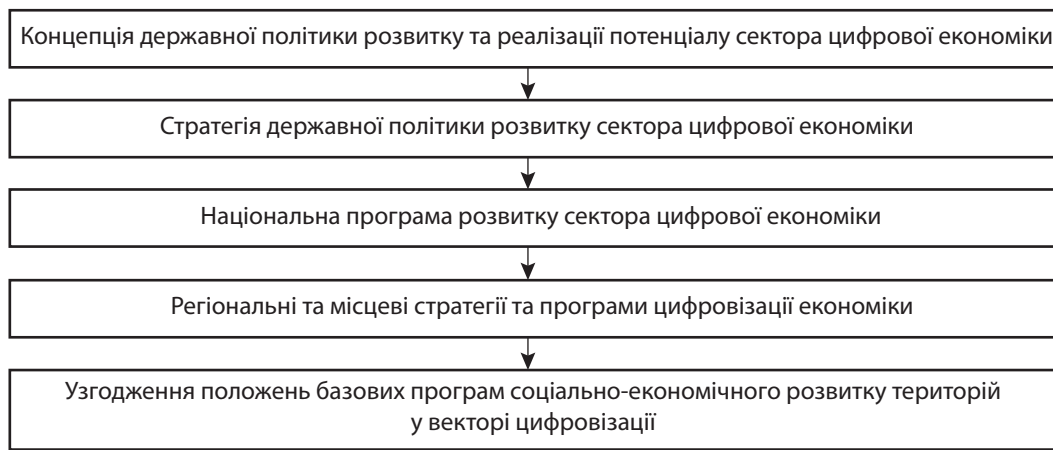 Концепція державної політики розвитку та реалізації потенціалу сектора цифрової економіки
Стратегія державної політики розвитку сектора цифрової економіки
Національна програма розвитку сектора цифрової економіки
Регіональні та місцеві стратегії та програми цифровізації економіки
Узгодження положень базових програм соціально-економічного розвитку територій
у векторі цифровізації